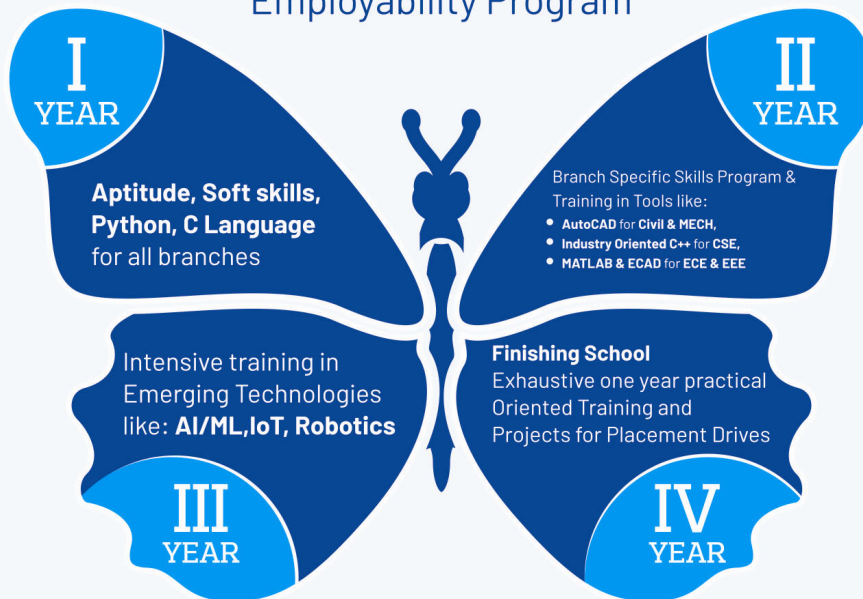 Employability Program
I
YEAR
Aptitude, Soft skills,
Python, C Language
for all branches
II
YEAR
Branch Specific Skills Program &
Training in Tools like:
• AutoCAD for Civil & MECH,
• Industry Oriented C++ for CSE,
• MATLAB & ECAD for ECE & EEE
Intensive training in
Emerging Technologies
like: AI/ML,IoT, Robotics
III
YEAR
Finishing School
Exhaustive one year practical
Oriented Training and
Projects for Placement Drives
IV
YEAR